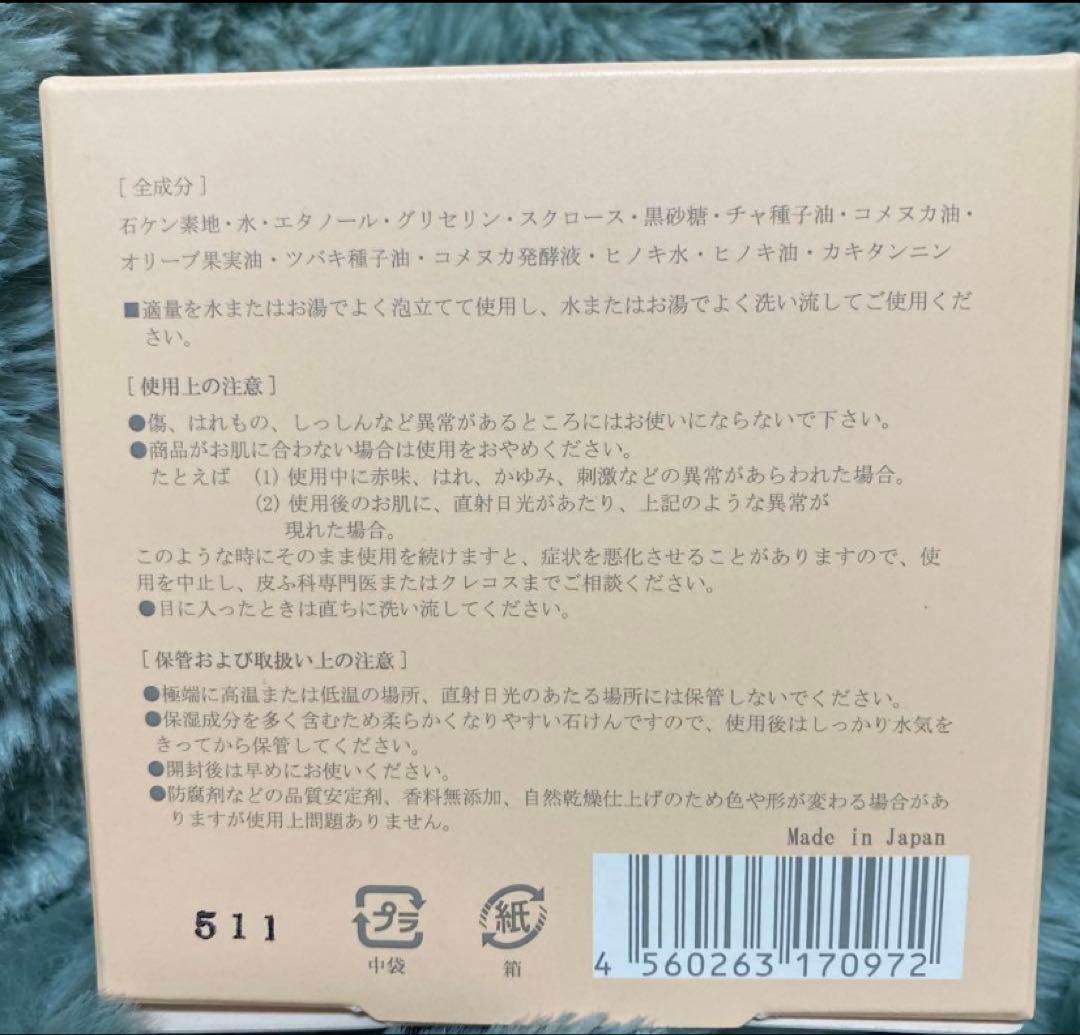 [ 全成分 ]
石ケン素地・水・エタノール・グリセリン・スクロース・黒砂糖・チャ種子油・コメヌカ油・
オリーブ果実油・ツバキ種子油・コメヌカ発酵液・ヒノキ水・ヒノキ油・カキタンニン
■適量を水またはお湯でよく泡立てて使用し、水またはお湯でよく洗い流してご使用くだ
さい。
[ 使用上の注意 ]
●傷、はれもの、しっしんなど異常があるところにはお使いにならないで下さい。
●商品がお肌に合わない場合は使用をおやめください。
たとえば (1) 使用中に赤味、はれ、かゆみ、刺激などの異常があらわれた場合。
(2) 使用後のお肌に、直射日光があたり、上記のような異常が
現れた場合。
このような時にそのまま使用を続けますと、症状を悪化させることがありますので、使
用を中止し、皮ふ科専門医またはクレコスまでご相談ください。
●目に入ったときは直ちに洗い流してください。
[ 保管および取扱い上の注意 ]
●極端に高温または低温の場所、直射日光のあたる場所には保管しないでください。
●保湿成分を多く含むため柔らかくなりやすい石けんですので、使用後はしっかり水気を
きってから保管してください。
●開封後は早めにお使いください。
●防腐剤などの品質安定剤、香料無添加、自然乾燥仕上げのため色や形が変わる場合があ
りますが使用上問題ありません。
Made in Japan
511
プラ
中袋
紙
箱
4 560263 170972